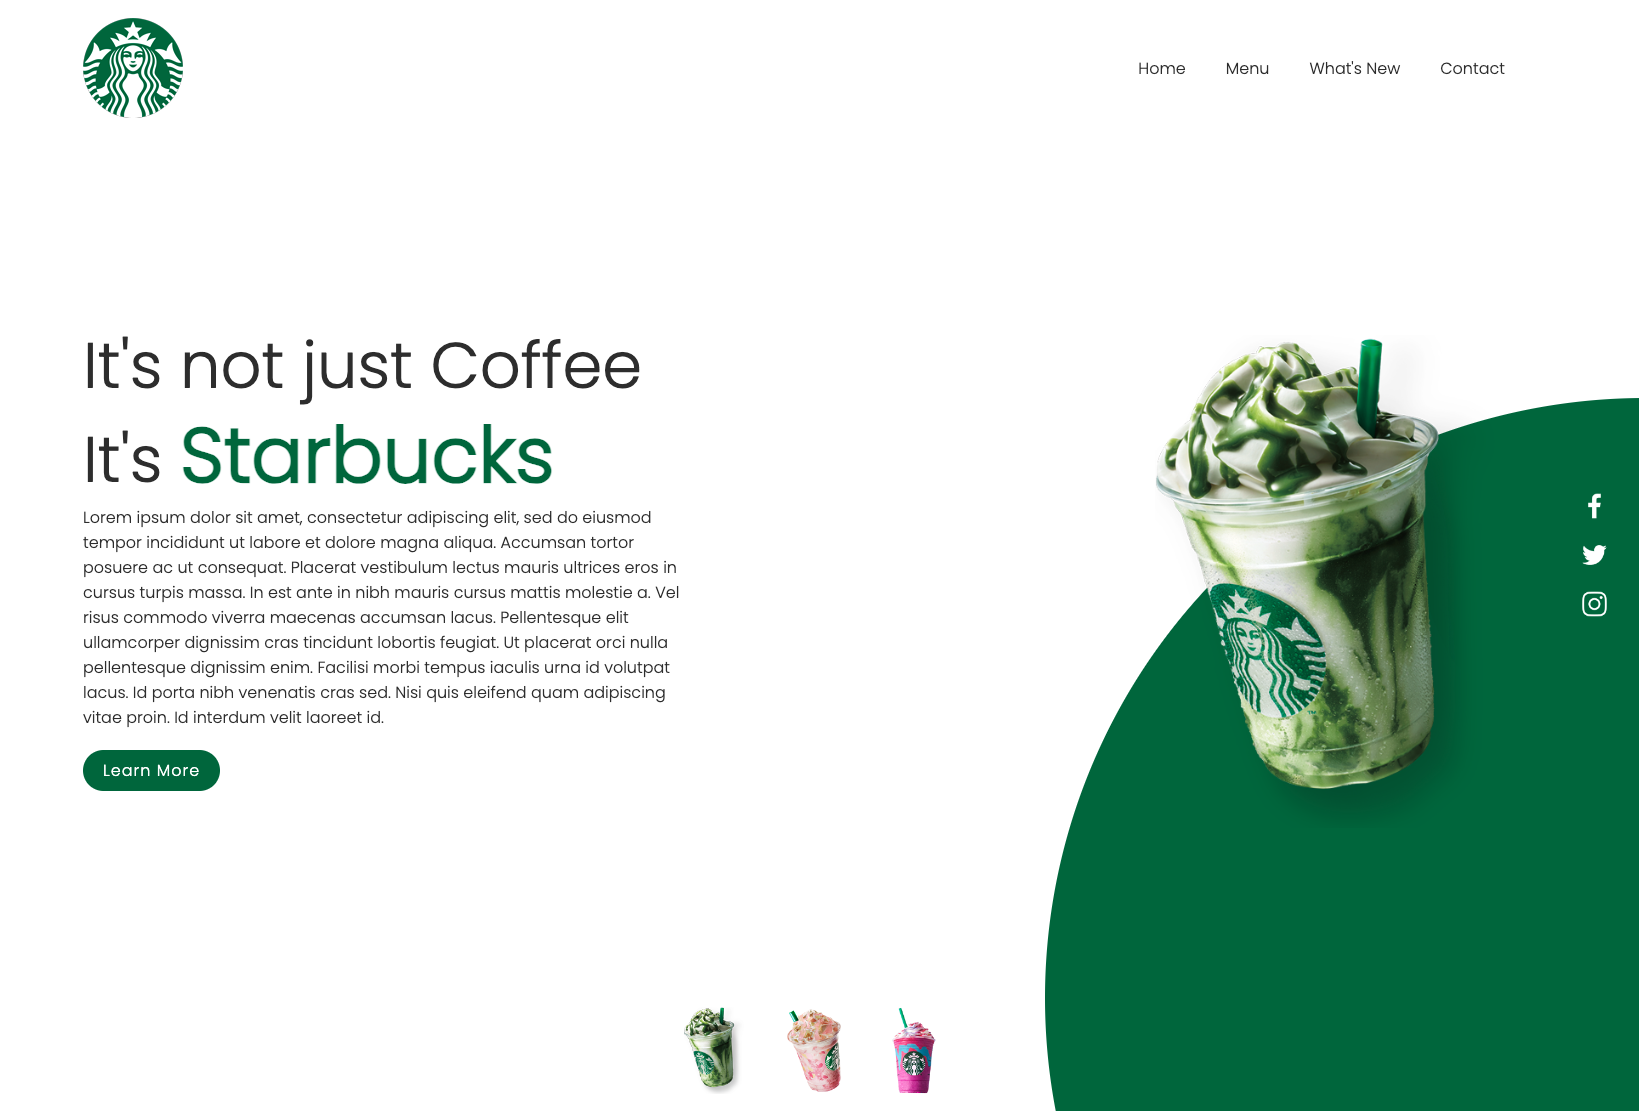 Home
Menu
What's New
Contact
It's not just Coffee
It's Starbucks
Lorem ipsum dolor sit amet, consectetur adipiscing elit, sed do eiusmod
tempor incididunt ut labore et dolore magna aliqua. Accumsan tortor
posuere ac ut consequat. Placerat vestibulum lectus mauris ultrices eros in
cursus turpis massa. In est ante in nibh mauris cursus mattis molestie a. Vel
risus commodo viverra maecenas accumsan lacus. Pellentesque elit
ullamcorper dignissim cras tincidunt lobortis feugiat. Ut placerat orci nulla
pellentesque dignissim enim. Facilisi morbi tempus iaculis urna id volutpat
lacus. Id porta nibh venenatis cras sed. Nisi quis eleifend quam adipiscing
vitae proin. Id interdum velit laoreet id.
Learn More
TM